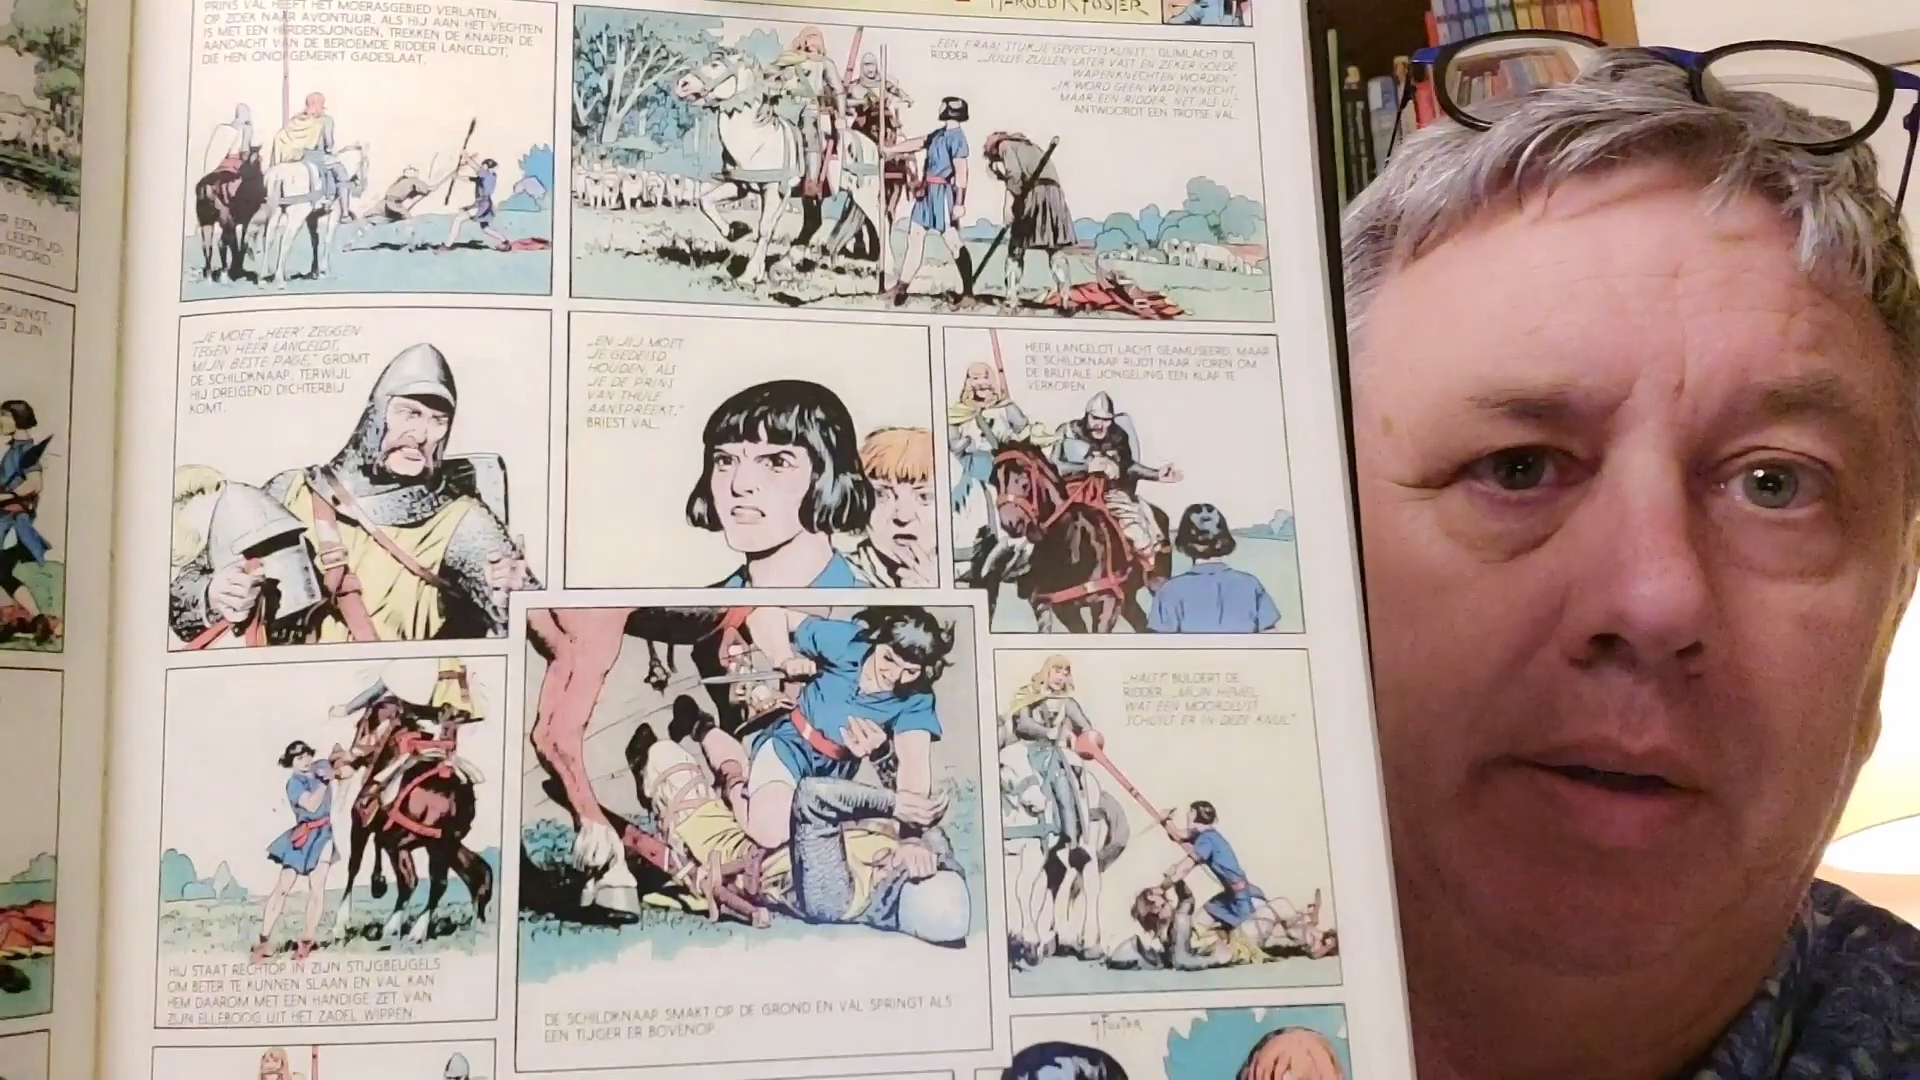 HAROLD R FOSTER
PRINS VAL HEEFT HET MOERASGEBIED VERLATEN,
OP ZOEK NAAR AVONTUUR. ALS HIJ AAN HET VECHTEN
IS MET EEN HERDERSJONGEN, TREKKEN DE KNAPEN DE
AANDACHT VAN DE BEROEMDE RIDDER LANCELOT,
DIE HEN ONOPGEMERKT GADESLAAT.
„EEN FRAAI STUKJE GEVECHTSKUNST," GLIMLACHT DE
RIDDER. „JULLIE ZULLEN LATER VAST EN ZEKER GOEDE
WAPENKNECHTEN WORDEN."
„IK WORD GEEN WAPENKNECHT,
MAAR EEN RIDDER, NET ALS U,"
ANTWOORDT EEN TROTSE VAL.
R EEN
LEEFTIJD.
STOORD.
SKUNST,
ZIJN
„JE MOET „HEER" ZEGGEN
TEGEN HEER LANCELOT,
MIJN BESTE PAGE," GROMT
DE SCHILDKNAAP, TERWIJL
HIJ DREIGEND DICHTERBIJ
KOMT.
„EN JIJ MOET
JE GEDEISD
HOUDEN, ALS
JE DE PRINS
VAN THULE
AANSPREEKT,"
BRIEST VAL.
HEER LANCELOT LACHT GEAMUSEERD, MAAR
DE SCHILDKNAAP RIJDT NAAR VOREN OM
DE BRUTALE JONGELING EEN KLAP TE
VERKOPEN.
HIJ STAAT RECHTOP IN ZIJN STIJGBEUGELS
OM BETER TE KUNNEN SLAAN EN VAL KAN
HEM DAAROM MET EEN HANDIGE ZET VAN
ZIJN ELLEBOOG UIT HET ZADEL WIPPEN.
DE SCHILDKNAAP SMAKT OP DE GROND EN VAL SPRINGT ALS
EEN TIJGER ER BOVENOP.
„HALT!" BULDERT DE
RIDDER. „MIJN HEMEL,
WAT EEN MOORDLUST
SCHUILT ER IN DEZE KNUL."
H FOSTER